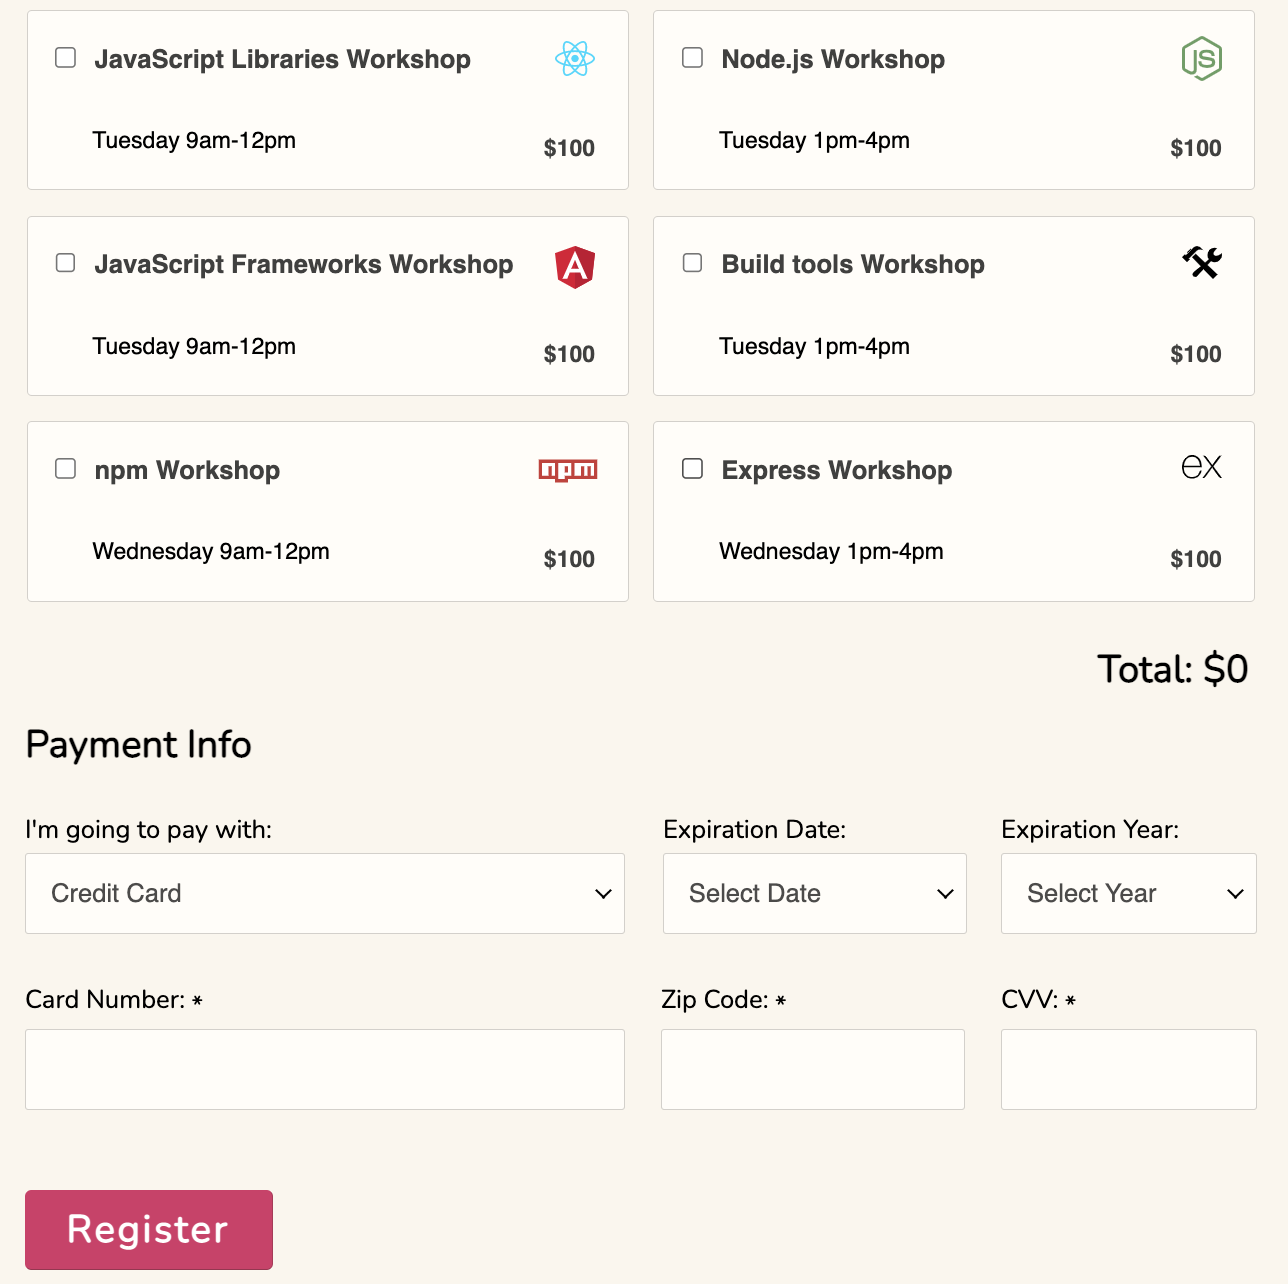 JavaScript Libraries Workshop
Tuesday 9am-12pm
$100
Node.js Workshop
JS
Tuesday 1pm-4pm
$100
JavaScript Frameworks Workshop
A
Tuesday 9am-12pm
$100
Build tools Workshop
Tuesday 1pm-4pm
$100
npm Workshop
npm
Wednesday 9am-12pm
$100
Express Workshop
ex
Wednesday 1pm-4pm
$100
Total: $0
Payment Info
I'm going to pay with:
Credit Card
Expiration Date:
Select Date
Expiration Year:
Select Year
Card Number: *
Zip Code: *
CVV: *
Register